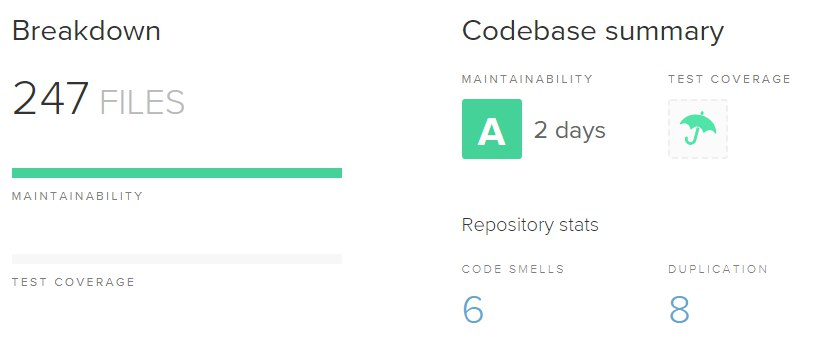 Breakdown
247 FILES
MAINTAINABILITY
TEST COVERAGE
Codebase summary
MAINTAINABILITY
A 2 days
TEST COVERAGE
Repository stats
CODE SMELLS
6
DUPLICATION
8